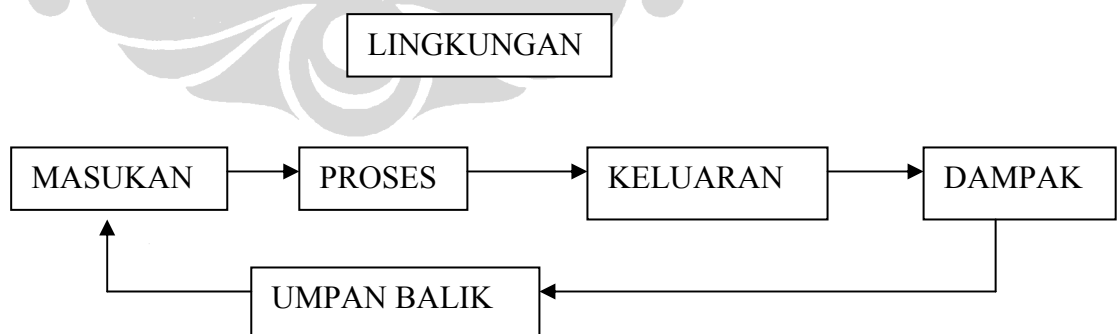 LINGKUNGAN
MASUKAN
PROSES
KELUARAN
DAMPAK
UMPAN BALIK